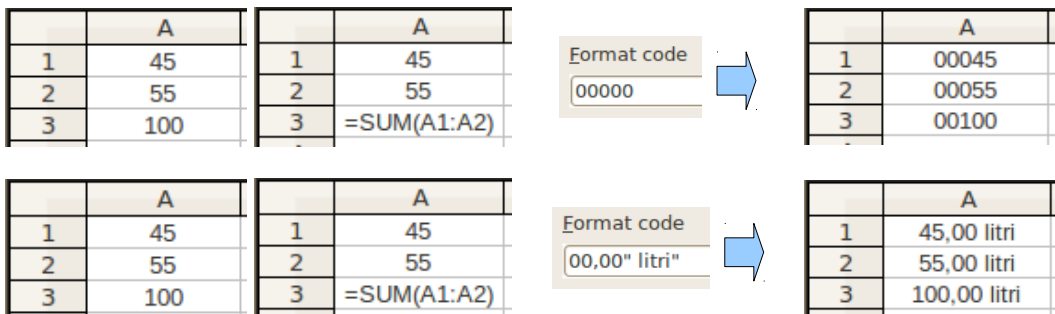 A A A
1 45 1 45 Format code 1 00045
2 55 2 55 00000 2 00055
3 100 3 =SUM(A1:A2) 3 00100
A A A
1 45 1 45 Format code 1 45,00 litri
2 55 2 55 00,00" litri" 2 55,00 litri
3 100 3 =SUM(A1:A2) 3 100,00 litri